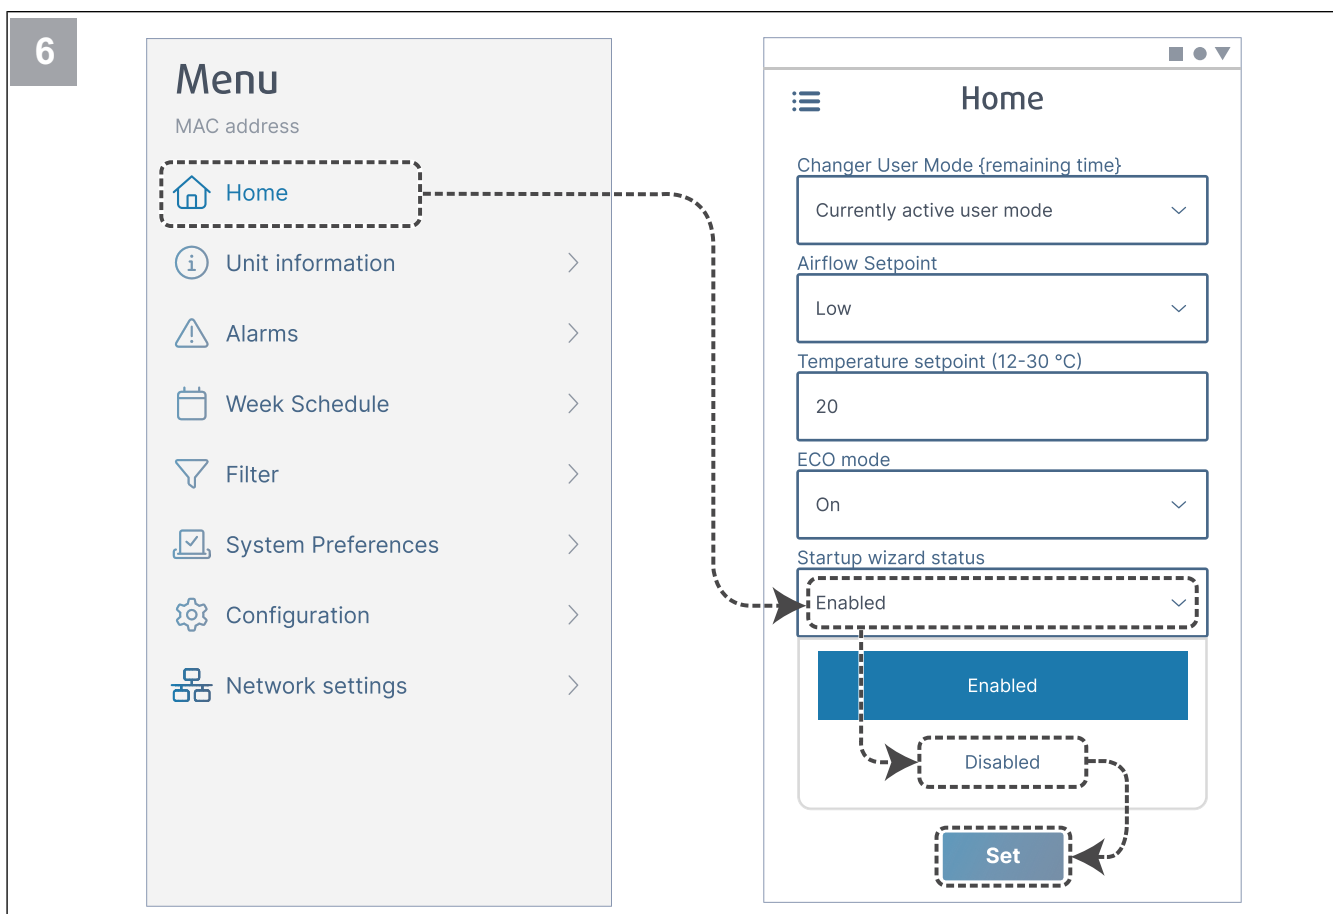 6
Menu
MAC address
Home
Unit information
Alarms
Week Schedule
Filter
System Preferences
Configuration
Network settings
Home
Changer User Mode {remaining time}
Currently active user mode
Airflow Setpoint
Low
Temperature setpoint (12-30 °C)
20
ECO mode
On
Startup wizard status
Enabled
Enabled
Disabled
Set